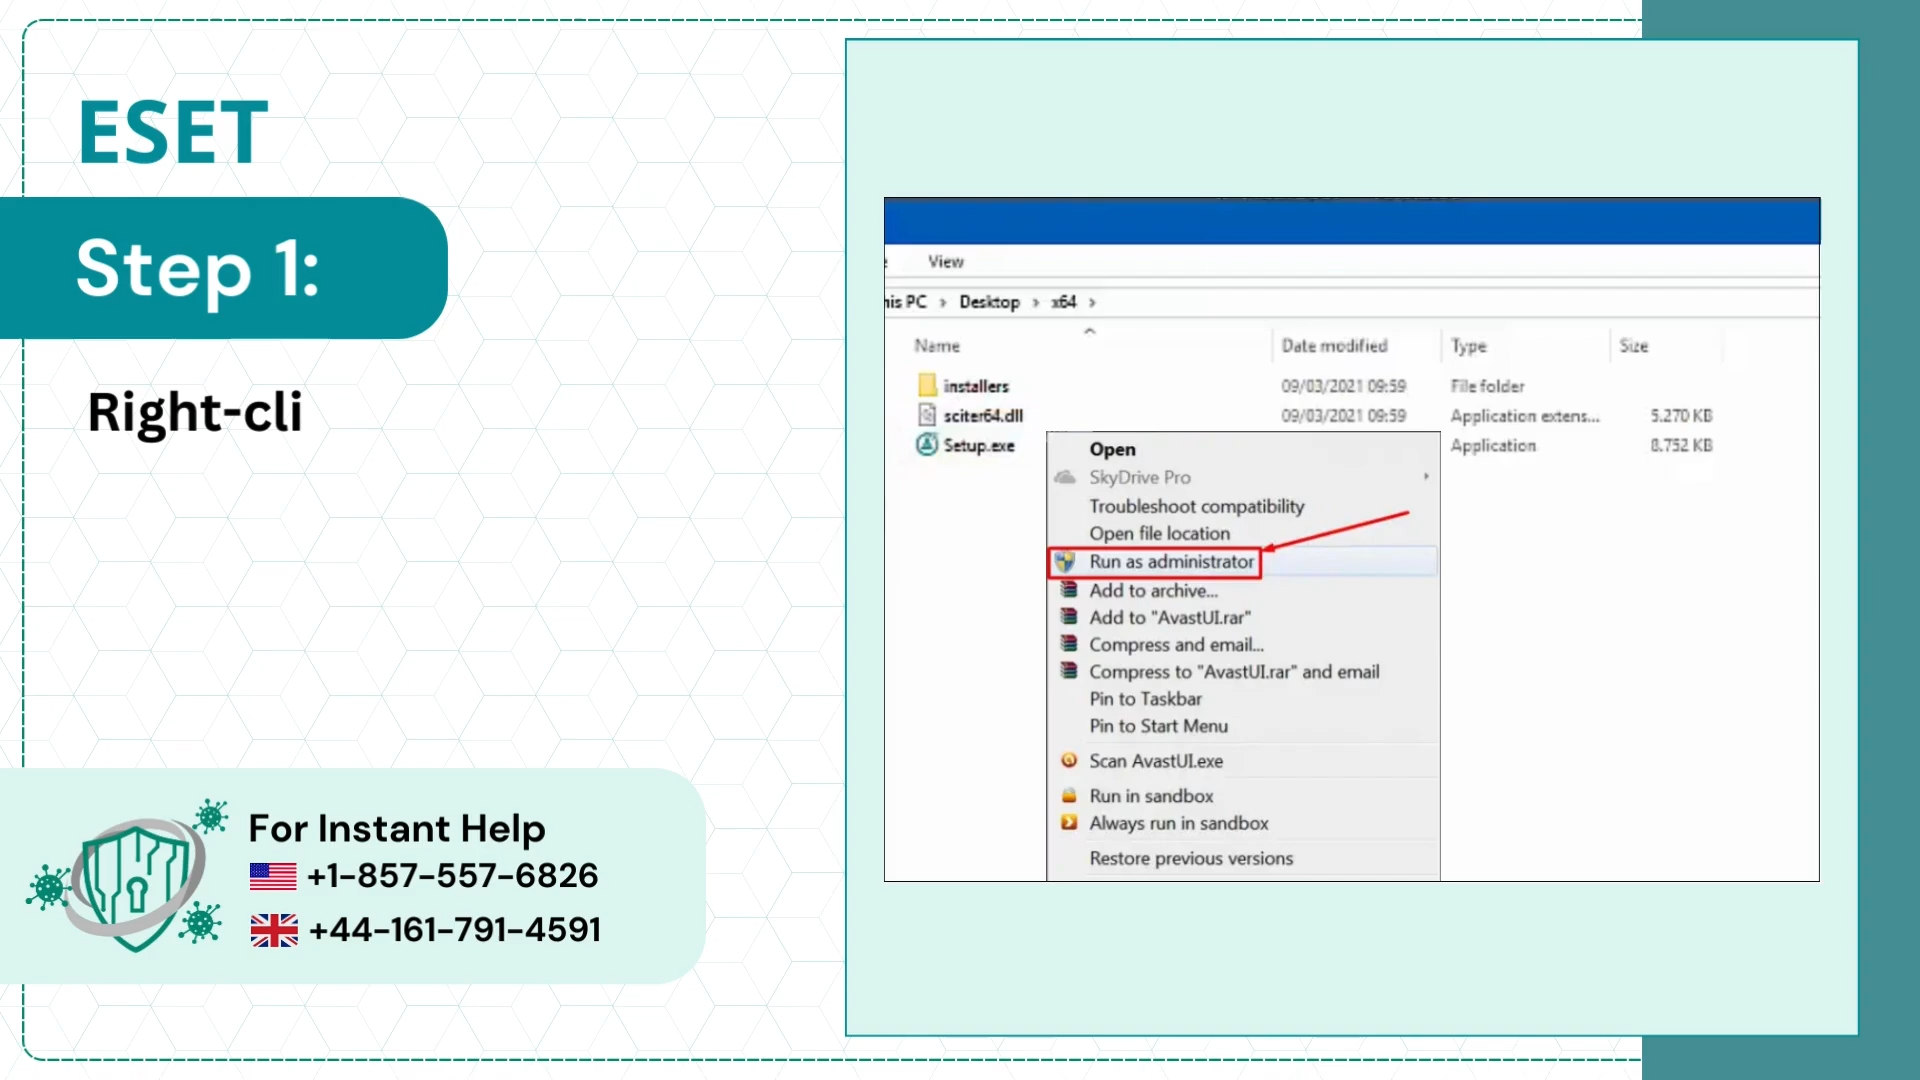 ESET
Step 1:
Right-cli
For Instant Help
+1-857-557-6826
+44-161-791-4591
View
his PC › Desktop › x64 ›
Name Date modified Type Size
installers 09/03/2021 09:59 File folder
sciter64.dll 09/03/2021 09:59 Application extens... 5.270 KB
Setup.exe Application 8.752 KB
Open
SkyDrive Pro
Troubleshoot compatibility
Open file location
Run as administrator
Add to archive...
Add to "AvastUI.rar"
Compress and email...
Compress to "AvastUI.rar" and email
Pin to Taskbar
Pin to Start Menu
Scan AvastUI.exe
Run in sandbox
Always run in sandbox
Restore previous versions